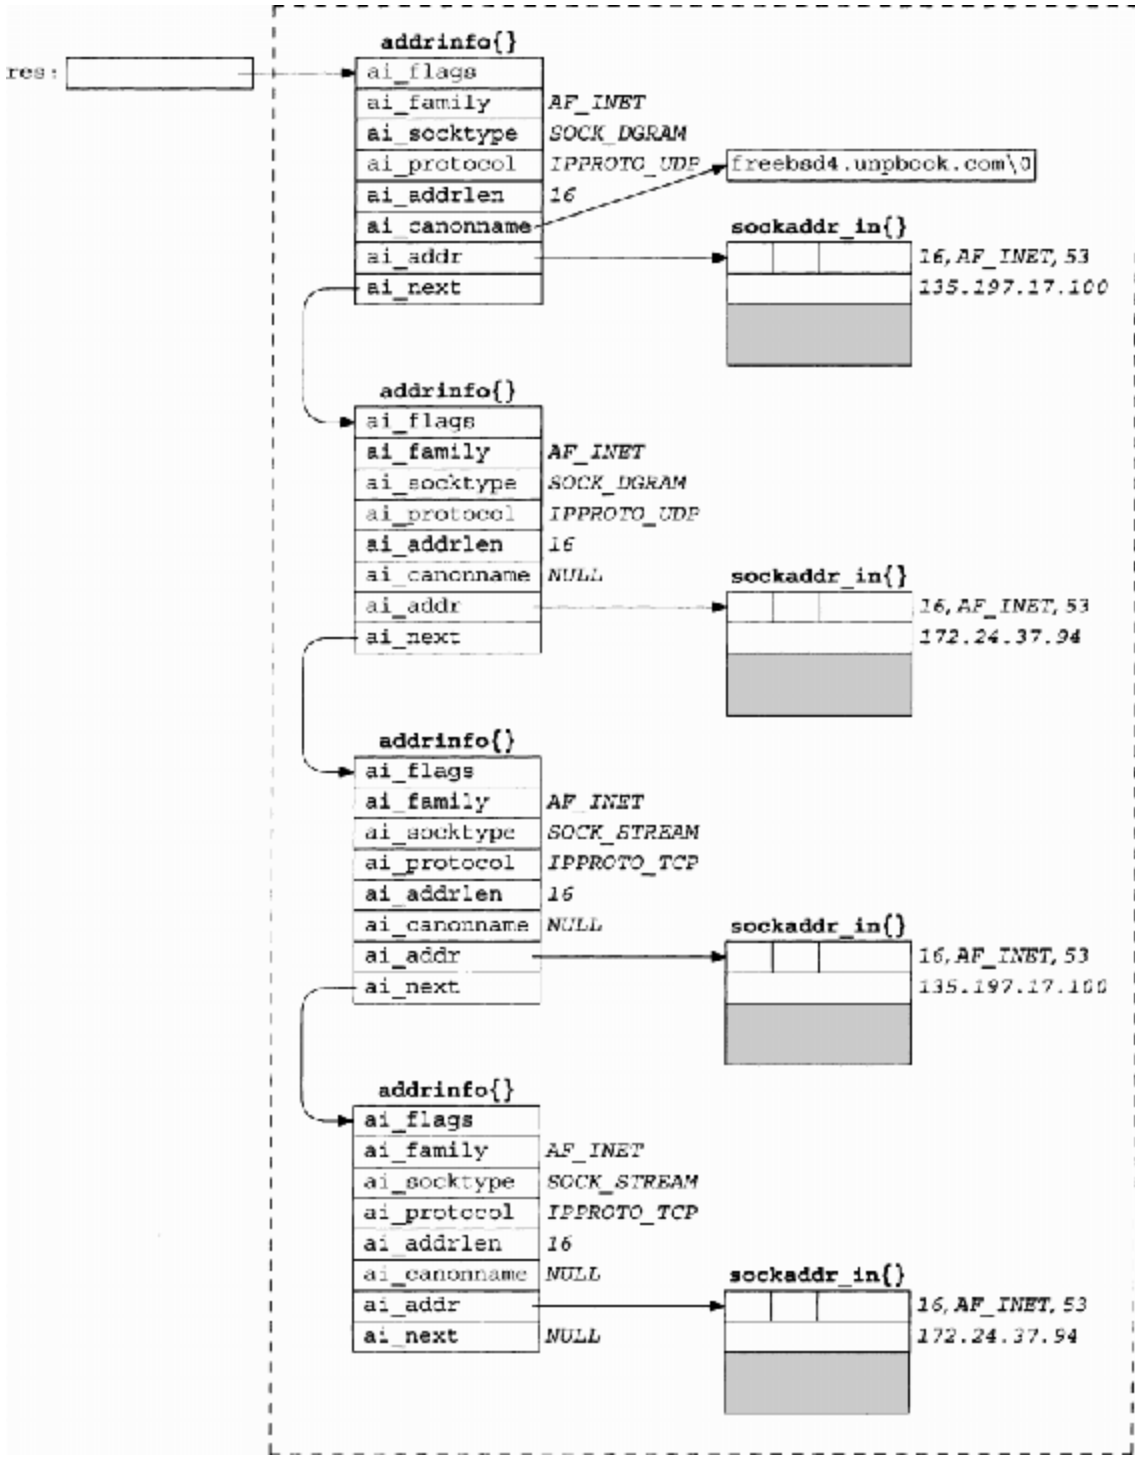 addrinfo{}
res:
ai_flags
ai_family AF_INET
ai_socktype SOCK_DGRAM
ai_protocol IPPROTO_UDP freebsd4.unpbook.com\0
ai_addrlen 16
ai_canonname sockaddr_in{}
ai_addr 16, AF_INET, 53
ai_next 135.197.17.100
addrinfo{}
ai_flags
ai_family AF_INET
ai_socktype SOCK_DGRAM
ai_protocol IPPROTO_UDP
ai_addrlen 16
ai_canonname NULL sockaddr_in{}
ai_addr 16, AF_INET, 53
ai_next 172.24.37.94
addrinfo{}
ai_flags
ai_family AF_INET
ai_socktype SOCK_STREAM
ai_protocol IPPROTO_TCP
ai_addrlen 16
ai_canonname NULL sockaddr_in{}
ai_addr 16, AF_INET, 53
ai_next 135.197.17.100
addrinfo{}
ai_flags
ai_family AF_INET
ai_socktype SOCK_STREAM
ai_protocol IPPROTO_TCP
ai_addrlen 16
ai_canonname NULL sockaddr_in{}
ai_addr 16, AF_INET, 53
ai_next NULL 172.24.37.94